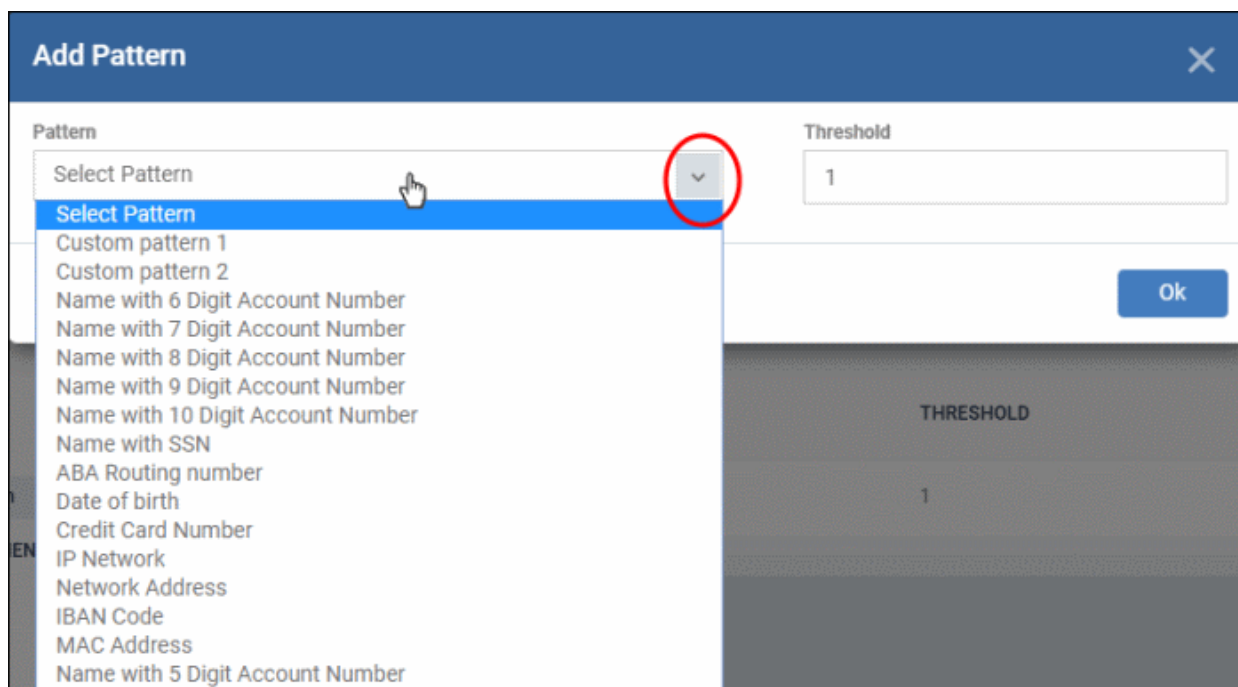 Add Pattern
Pattern
Threshold
Select Pattern
1
Select Pattern
Custom pattern 1
Custom pattern 2
Name with 6 Digit Account Number
Ok
Name with 7 Digit Account Number
Name with 8 Digit Account Number
Name with 9 Digit Account Number
Name with 10 Digit Account Number
THRESHOLD
Name with SSN
ABA Routing number
Date of birth
1
Credit Card Number
IP Network
Network Address
IBAN Code
MAC Address
Name with 5 Digit Account Number